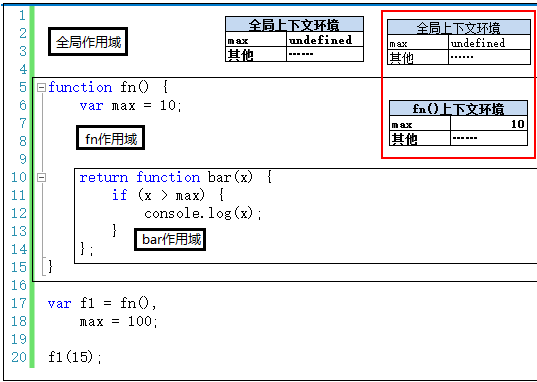 全局作用域
全局上下文环境
max undefined
其他 ······
全局上下文环境
max undefined
其他 ······
fn()上下文环境
max 10
其他 ······
1
2
3
4
5 function fn() {
6 var max = 10;
7
8 fn作用域
9
10 return function bar(x) {
11 if (x > max) {
12 console.log(x);
13 } bar作用域
14 };
15 }
16
17 var f1 = fn(),
18 max = 100;
19
20 f1(15);